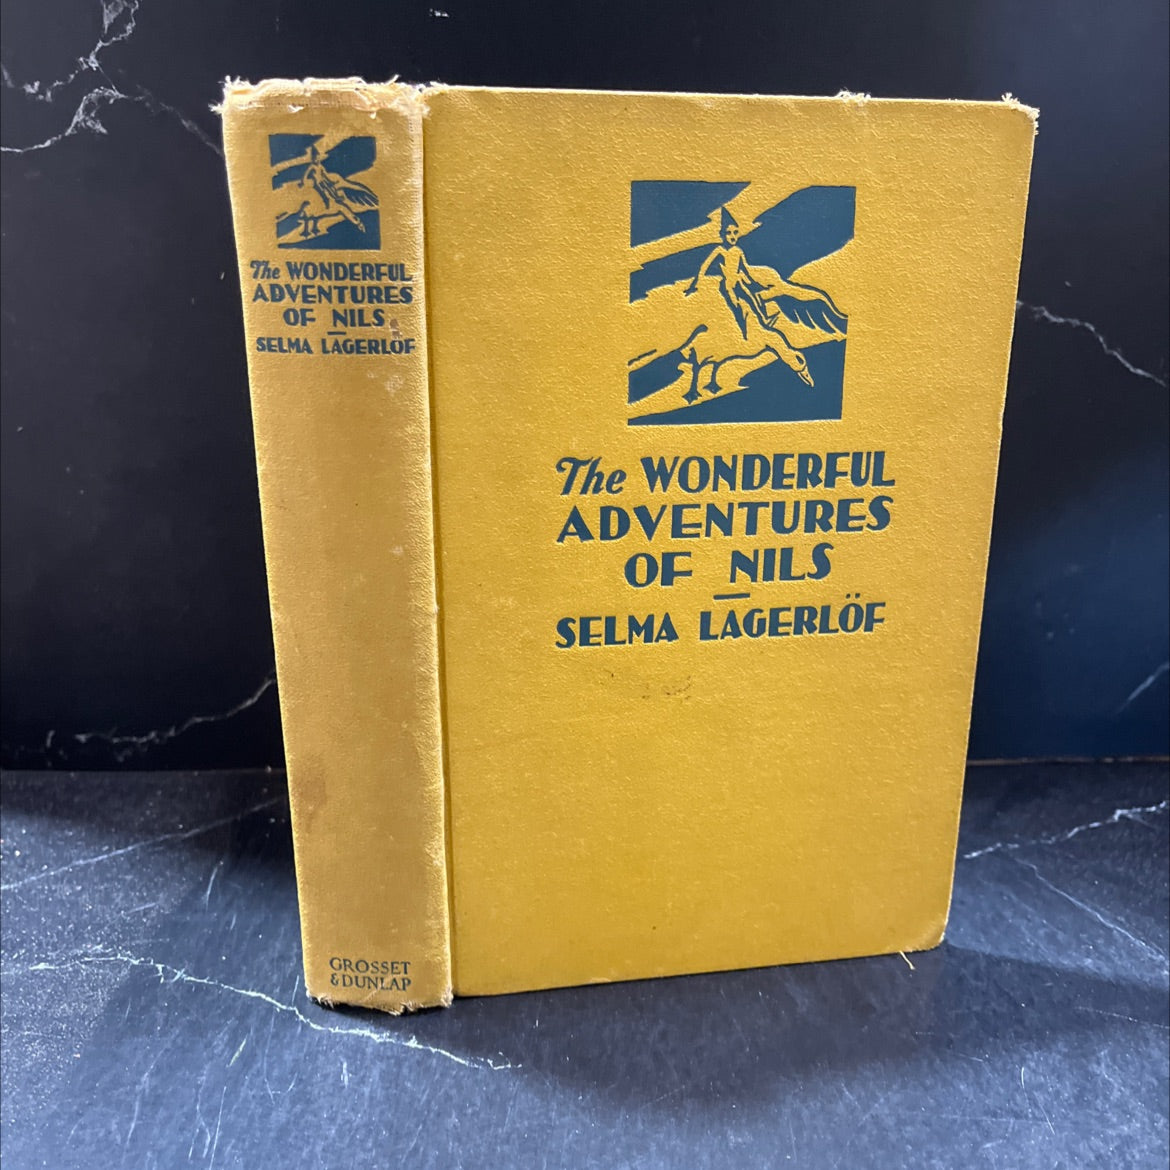 The WONDERFUL
ADVENTURES
OF NILS
SELMA LAGERLÖF
GROSSET
& DUNLAP
The WONDERFUL
ADVENTURES
OF NILS
SELMA LAGERLÖF